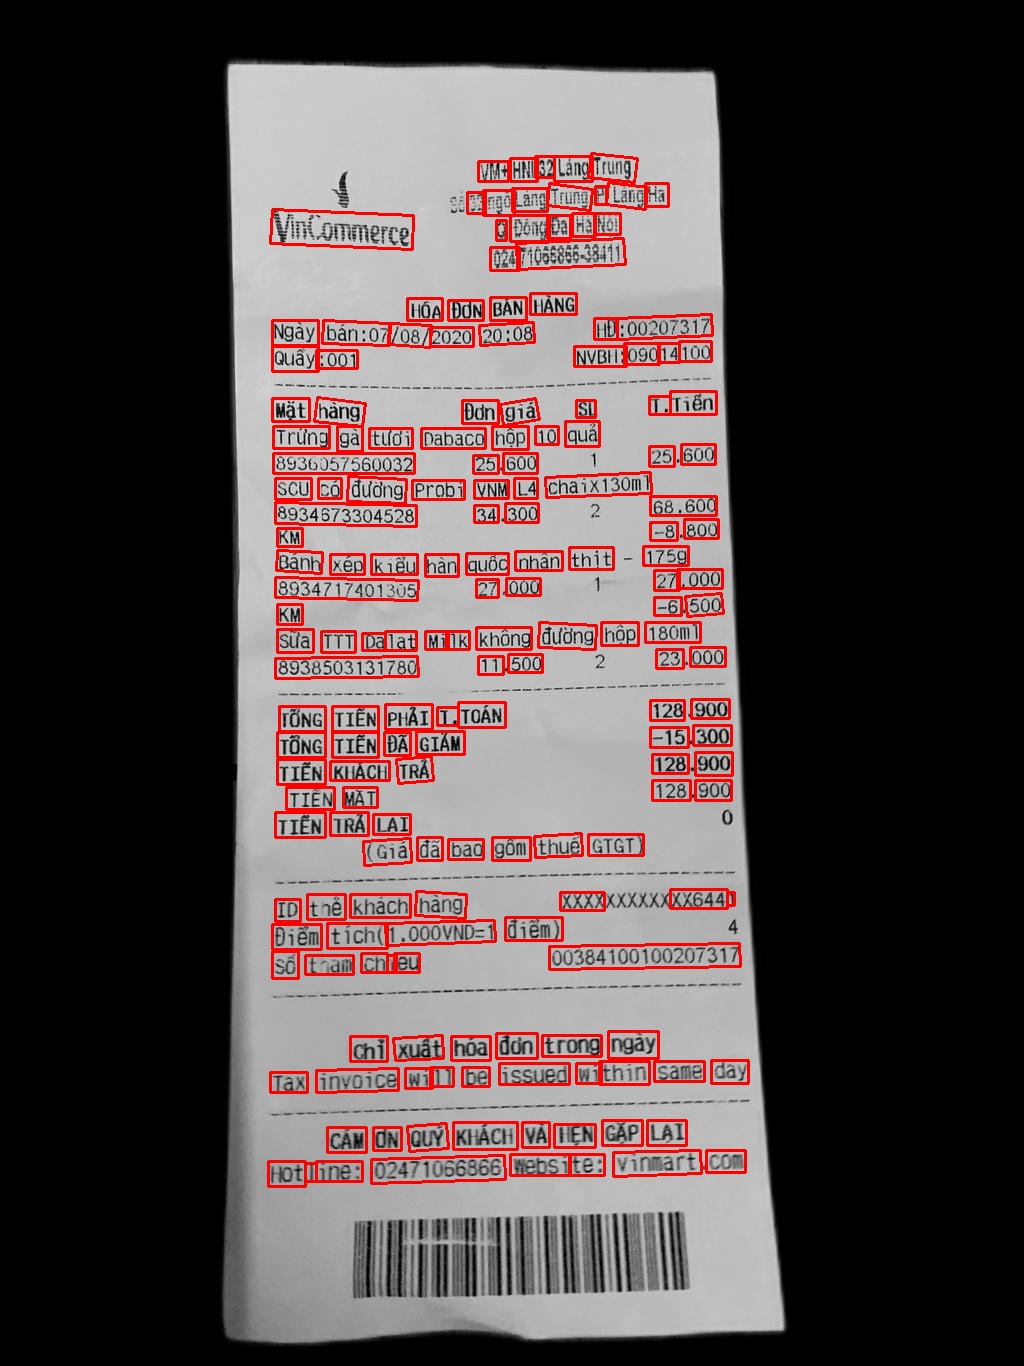 VinCommerce
VM+ HNI 32 Láng Trung
Số 32 ngõ Láng Trung P Láng Hạ
Q Đống Đa Hà Nội
02471066866-38411
HÓA ĐƠN BÁN HÀNG
Ngày bán:07/08/2020 20:08 HĐ:00207317
Quầy:001 NVBH:09014100
Mặt hàng Đơn giá SL T.Tiền
Trứng gà tươi Dabaco hộp 10 quả
8936057560032 25.600 1 25.600
SCU có đường Probi VNM L4 chaiX130ml
8934673304528 34.300 2 68.600
KM -8.800
Bánh xép kiểu hàn quốc nhân thịt - 175g
8934717401305 27.000 1 27.000
KM -6.500
Sữa TTT Dalat Milk không đường hộp 180ml
8938503131780 11.500 2 23.000
TỔNG TIỀN PHẢI T.TOÁN 128.900
TỔNG TIỀN ĐÃ GIẢM -15.300
TIỀN KHÁCH TRẢ 128.900
TIỀN MẶT 128.900
TIỀN TRẢ LẠI 0
(Giá đã bao gồm thuế GTGT)
ID thẻ khách hàng XXXXXXXXXXXX6441
Điểm tích(1.000VND=1 điểm) 4
Số tham chiếu 00384100100207317
Chỉ xuất hóa đơn trong ngày
Tax invoice will be issued within same day
CẢM ƠN QUÝ KHÁCH VÀ HẸN GẶP LẠI
Hotline: 02471066866 Website: vinmart.com